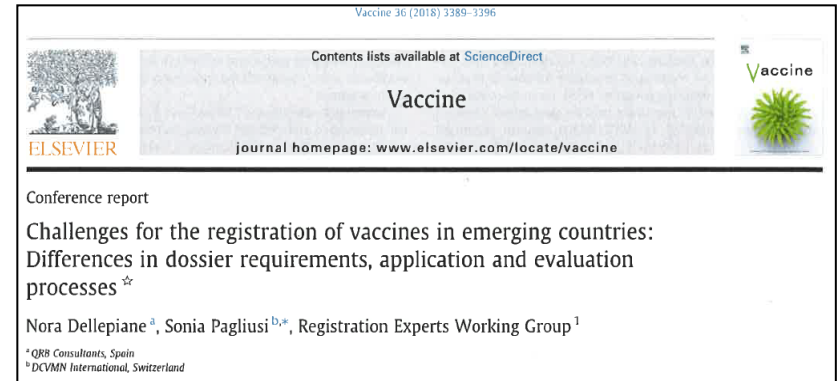 Vaccine 36 (2018) 3389–3396
Contents lists available at ScienceDirect
Vaccine
Vaccine
ELSEVIER
journal homepage: www.elsevier.com/locate/vaccine
Conference report
Challenges for the registration of vaccines in emerging countries:
Differences in dossier requirements, application and evaluation
processes ☆
Nora Dellepiane a, Sonia Pagliusi b,*, Registration Experts Working Group 1
a QRB Consultants, Spain
b DCVMN International, Switzerland